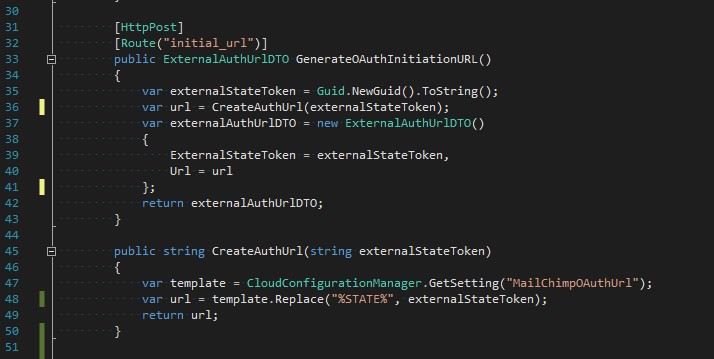 30
31 [HttpPost]
32 [Route("initial_url")]
33 public ExternalAuthUrlDTO GenerateOAuthInitiationURL()
34 {
35 var externalStateToken = Guid.NewGuid().ToString();
36 var url = CreateAuthUrl(externalStateToken);
37 var externalAuthUrlDTO = new ExternalAuthUrlDTO()
38 {
39 ExternalStateToken = externalStateToken,
40 Url = url
41 };
42 return externalAuthUrlDTO;
43 }
44
45 public string CreateAuthUrl(string externalStateToken)
46 {
47 var template = CloudConfigurationManager.GetSetting("MailChimpOAuthUrl");
48 var url = template.Replace("%STATE%", externalStateToken);
49 return url;
50 }
51